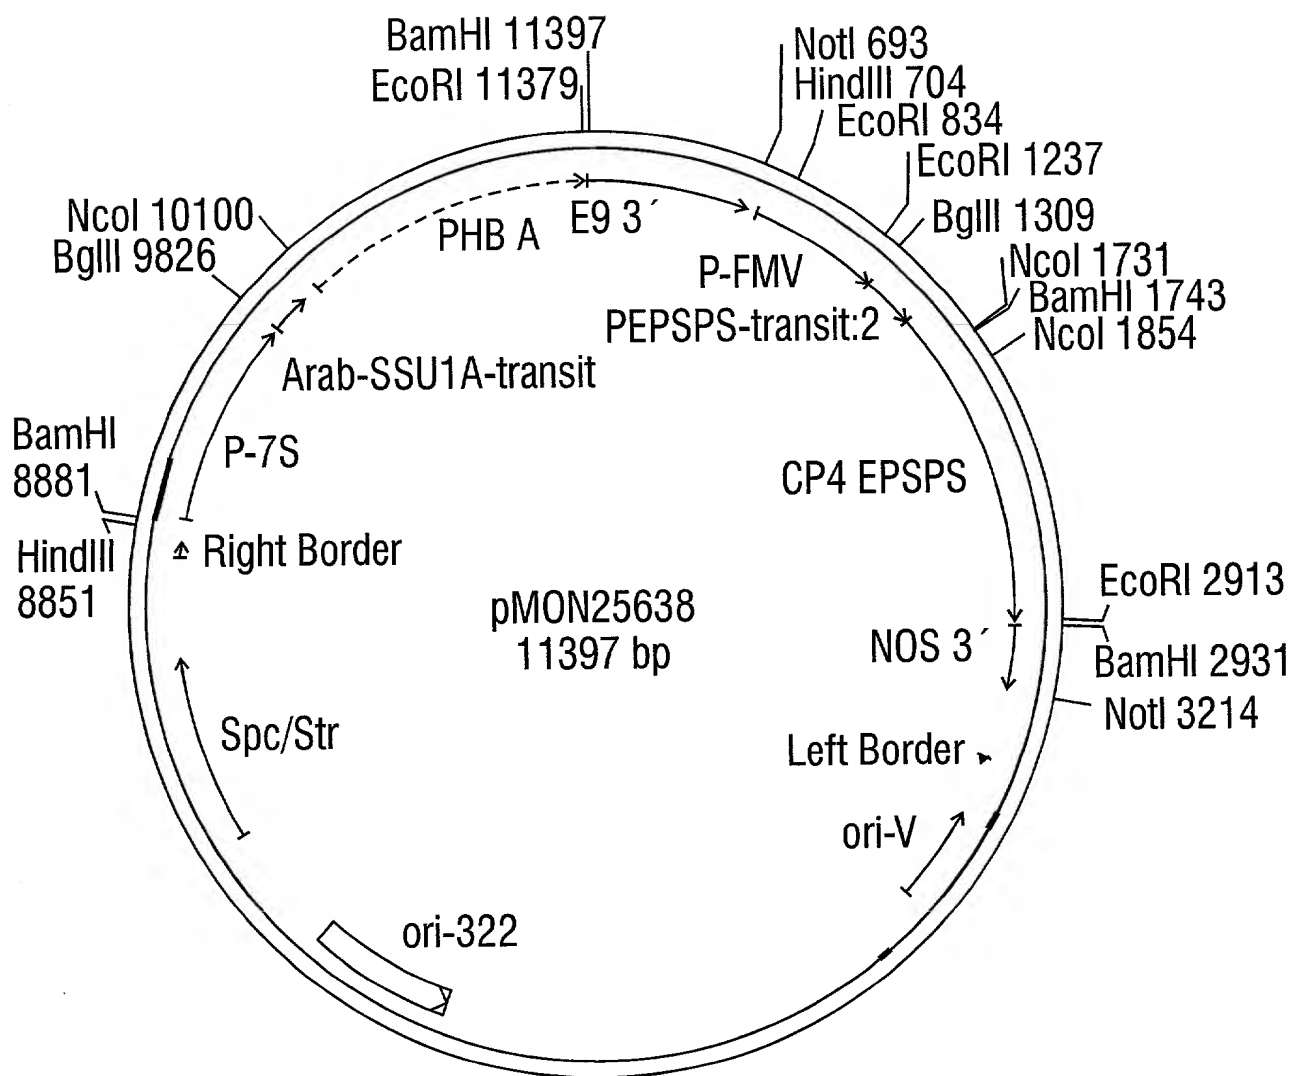 BamHI 11397
EcoRI 11379
NotI 693
HindIII 704
EcoRI 834
EcoRI 1237
BglII 1309
NcoI 1731
BamHI 1743
NcoI 1854
NcoI 10100
BglII 9826
PHB A
E9 3´
P-FMV
PEPSPS-transit:2
Arab-SSU1A-transit
P-7S
CP4 EPSPS
BamHI
8881
HindIII
8851
Right Border
pMON25638
11397 bp
EcoRI 2913
BamHI 2931
NotI 3214
NOS 3´
Left Border
Spc/Str
ori-V
ori-322